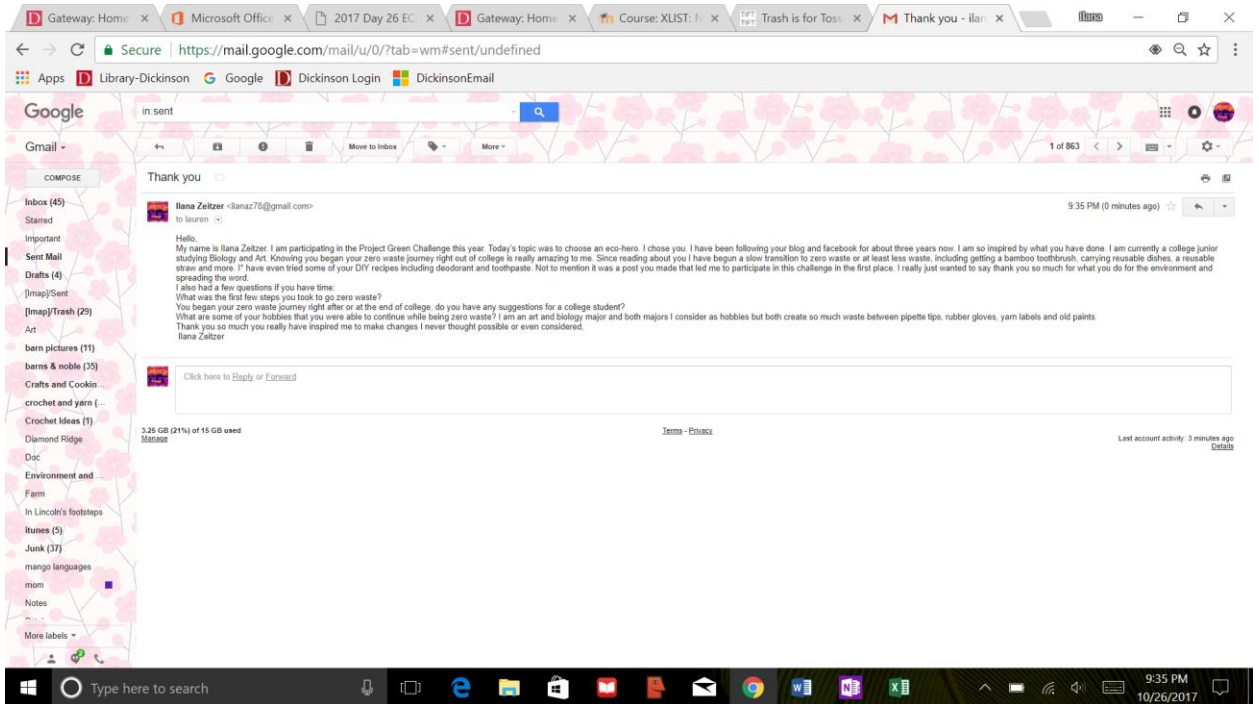 Gateway: Home
Microsoft Office
2017 Day 26 EC
Gateway: Home
Course: XLIST: N
Trash is for Toss
Thank you - ilan
Ilana
Secure https://mail.google.com/mail/u/0/?tab=wm#sent/undefined
Apps Library-Dickinson Google Dickinson Login DickinsonEmail
Google
in:sent
Gmail
Move to Inbox
More
1 of 863
COMPOSE
Inbox (45)
Starred
Important
Sent Mail
Drafts (4)
[Imap]/Sent
[Imap]/Trash (29)
Art
barn pictures (11)
barns & noble (35)
Crafts and Cookin...
crochet and yarn (...
Crochet Ideas (1)
Diamond Ridge
Doc
Environment and ...
Farm
In Lincoln's footsteps
itunes (5)
Junk (37)
mango languages
mom
Notes
More labels
2
Thank you
Ilana Zeitzer <ilanaz78@gmail.com>
to lauren
9:35 PM (0 minutes ago)
Hello,
My name is Ilana Zeltzer. I am participating in the Project Green Challenge this year. Today's topic was to choose an eco-hero. I chose you. I have been following your blog and facebook for about three years now. I am so inspired by what you have done. I am currently a college junior
studying Biology and Art. Knowing you began your zero waste journey right out of college is really amazing to me. Since reading about you I have begun a slow transition to zero waste or at least less waste, including getting a bamboo toothbrush, carrying reusable dishes, a reusable
straw and more. I" have even tried some of your DIY recipes including deodorant and toothpaste. Not to mention it was a post you made that led me to participate in this challenge in the first place. I really just wanted to say thank you so much for what you do for the environment and
spreading the word.
I also had a few questions if you have time:
What was the first few steps you took to go zero waste?
You began your zero waste journey right after or at the end of college, do you have any suggestions for a college student?
What are some of your hobbies that you were able to continue while being zero waste? I am an art and biology major and both majors I consider as hobbies but both create so much waste between pipette tips, rubber gloves, yarn labels and old paints.
Thank you so much you really have inspired me to make changes I never thought possible or even considered,
Ilana Zeltzer
Click here to Reply or Forward
3.25 GB (21%) of 15 GB used
Manage
Terms - Privacy
Last account activity: 3 minutes ago
Details
Type here to search
9:35 PM
10/26/2017